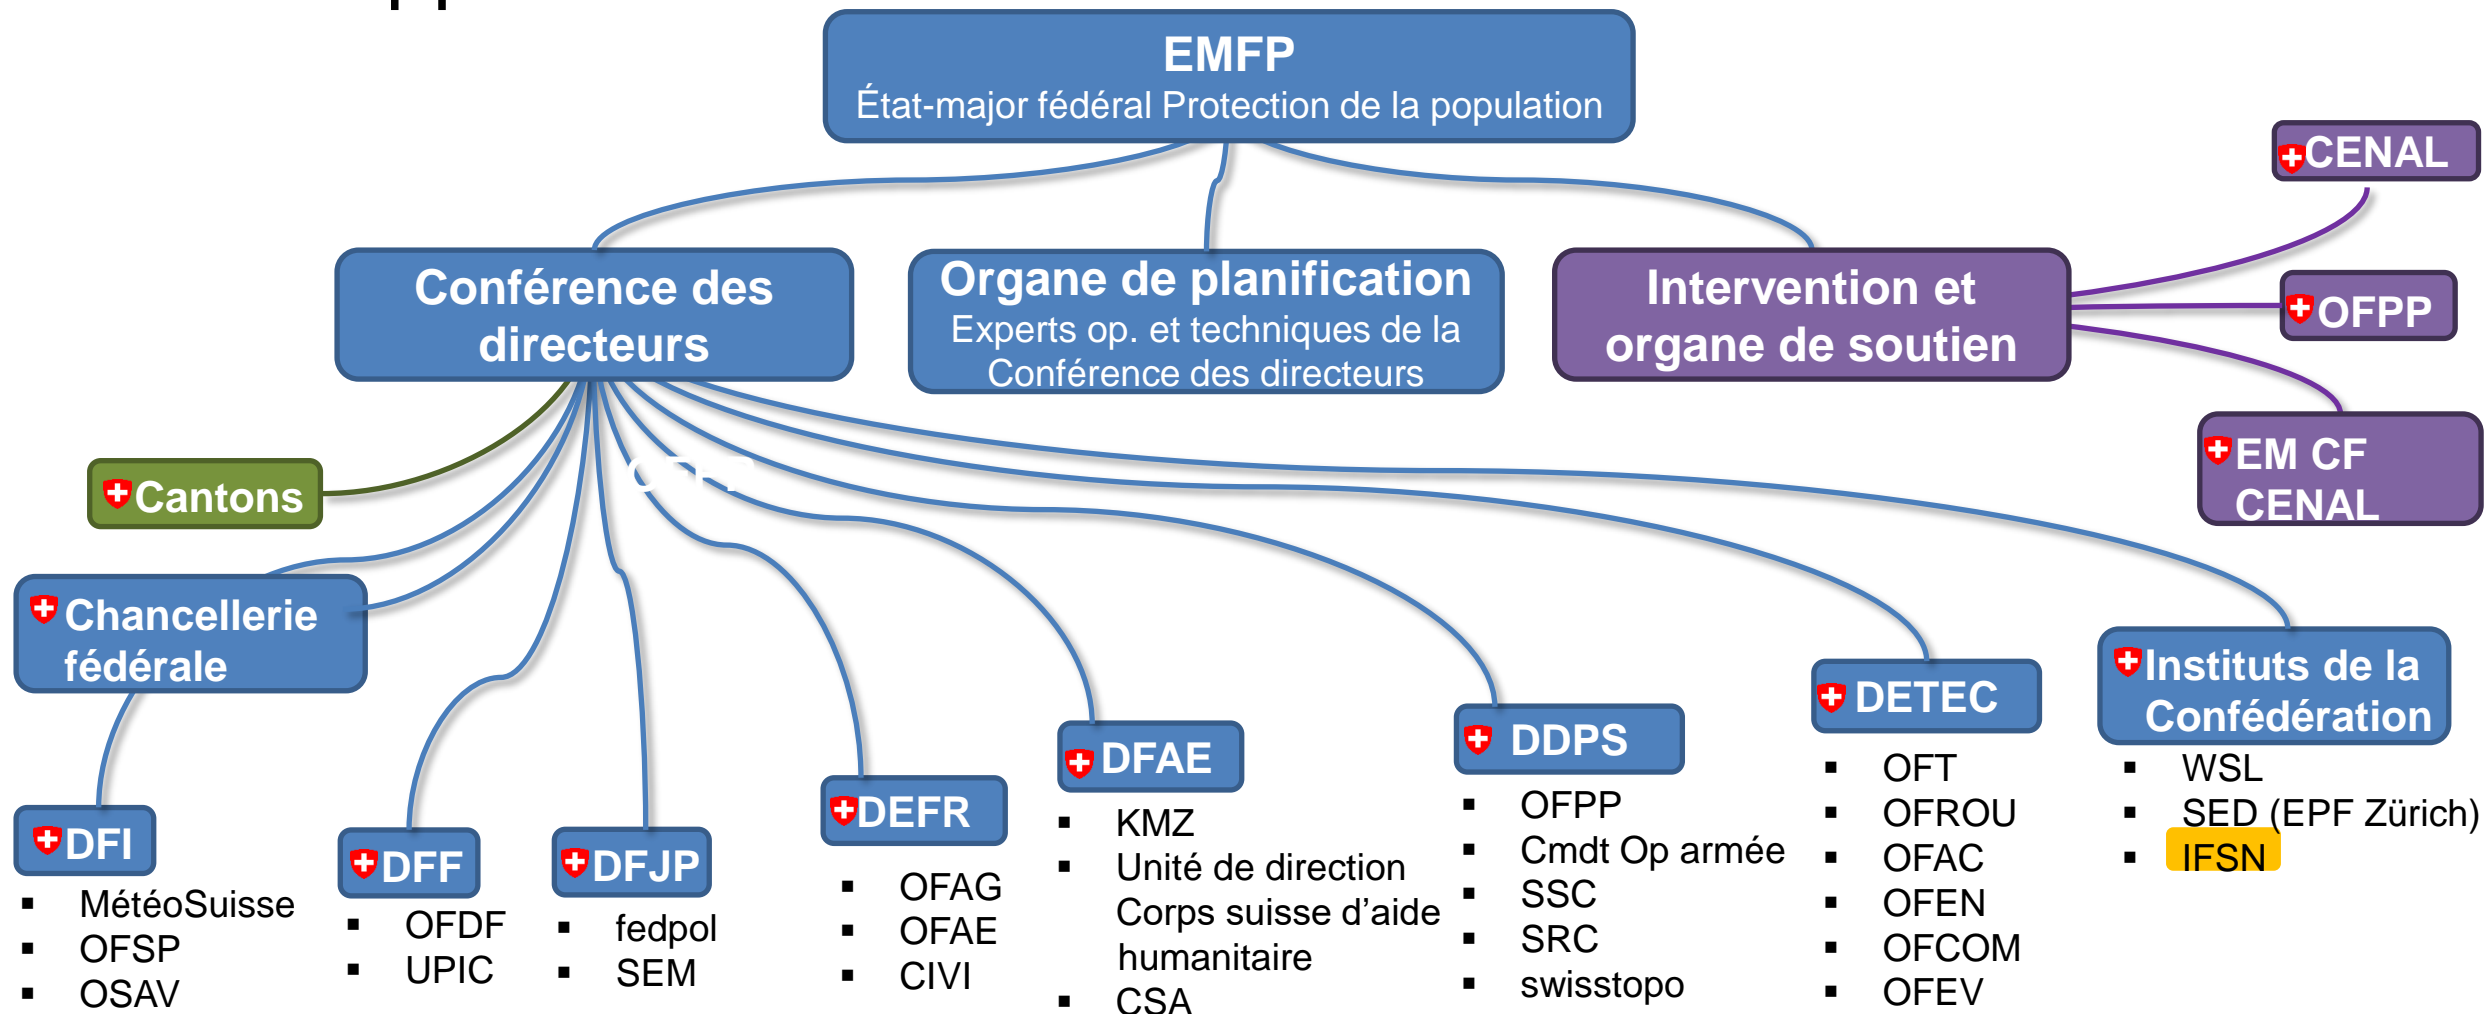 EMFP
État-major fédéral Protection de la population
CENAL
Conférence des
directeurs
Organe de planification
Experts op. et techniques de la
Conférence des directeurs
Intervention et
organe de soutien
OFPP
EM CF
CENAL
Cantons
Chancellerie
fédérale
Instituts de la
Confédération
▪ WSL
▪ SED (EPF Zürich)
▪ IFSN
DETEC
▪ OFT
▪ OFROU
▪ OFAC
▪ OFEN
▪ OFCOM
▪ OFEV
DDPS
▪ OFPP
▪ Cmdt Op armée
▪ SSC
▪ SRC
▪ swisstopo
DFAE
▪ KMZ
▪ Unité de direction
Corps suisse d’aide
humanitaire
▪ CSA
DEFR
▪ OFAG
▪ OFAE
▪ CIVI
DFJP
▪ fedpol
▪ SEM
DFF
▪ OFDF
▪ UPIC
DFI
▪ MétéoSuisse
▪ OFSP
▪ OSAV